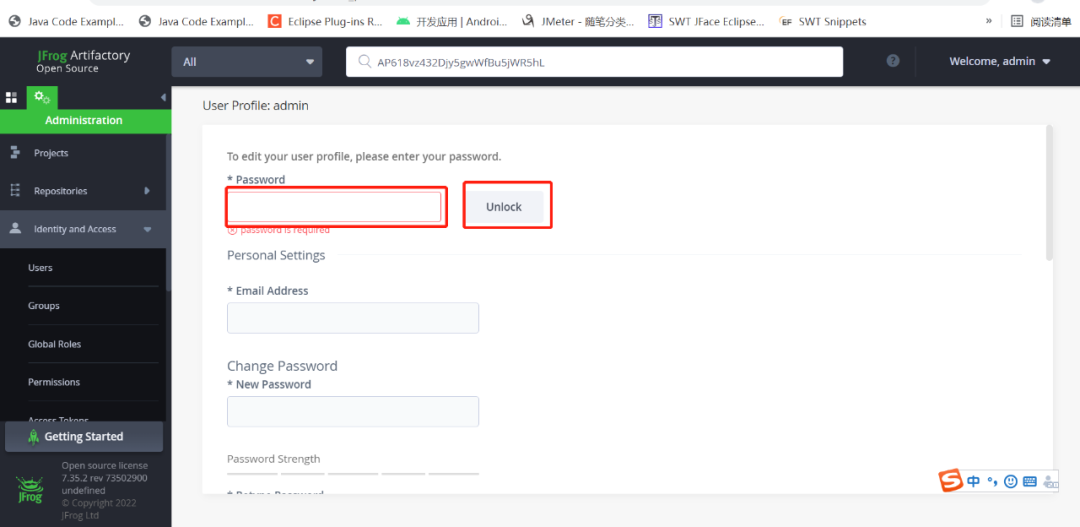 Java Code Exampl...
Java Code Exampl...
Eclipse Plug-ins R...
开发应用 | Androi...
JMeter - 随笔分类...
SWT JFace Eclipse...
SWT Snippets
»
阅读清单
JFrog Artifactory
Open Source
All
AP618vz432Djy5gwWfBu5jWR5hL
Welcome, admin
Administration
Projects
Repositories
Identity and Access
Users
Groups
Global Roles
Permissions
Access Tokens
Getting Started
JFrog
Open source license
7.35.2 rev 73502900
undefined
© Copyright 2022
JFrog Ltd
User Profile: admin
To edit your user profile, please enter your password.
* Password
Unlock
password is required
Personal Settings
* Email Address
Change Password
* New Password
Password Strength
* Retype Password
中